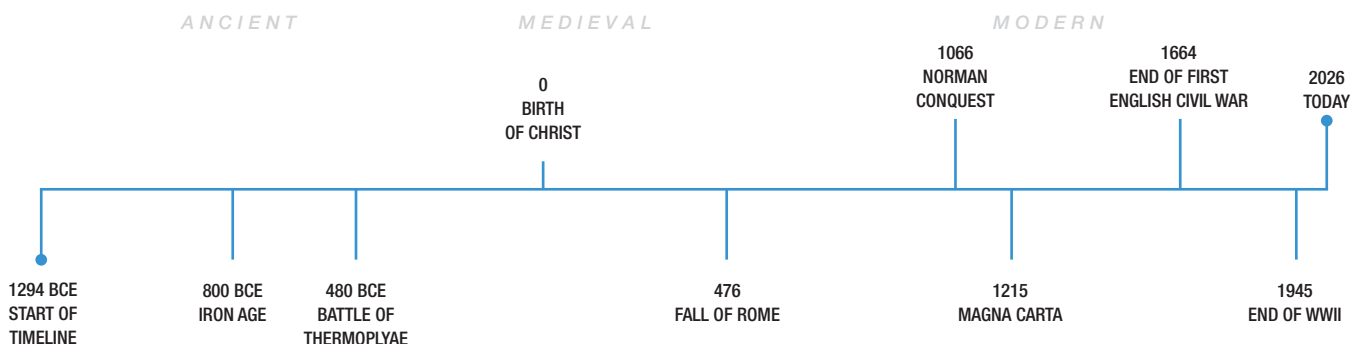 ANCIENT
MEDIEVAL
MODERN
0
BIRTH
OF CHRIST
1066
NORMAN
CONQUEST
1664
END OF FIRST
ENGLISH CIVIL WAR
2026
TODAY
1294 BCE
START OF
TIMELINE
800 BCE
IRON AGE
480 BCE
BATTLE OF
THERMOPLYAE
476
FALL OF ROME
1215
MAGNA CARTA
1945
END OF WWII